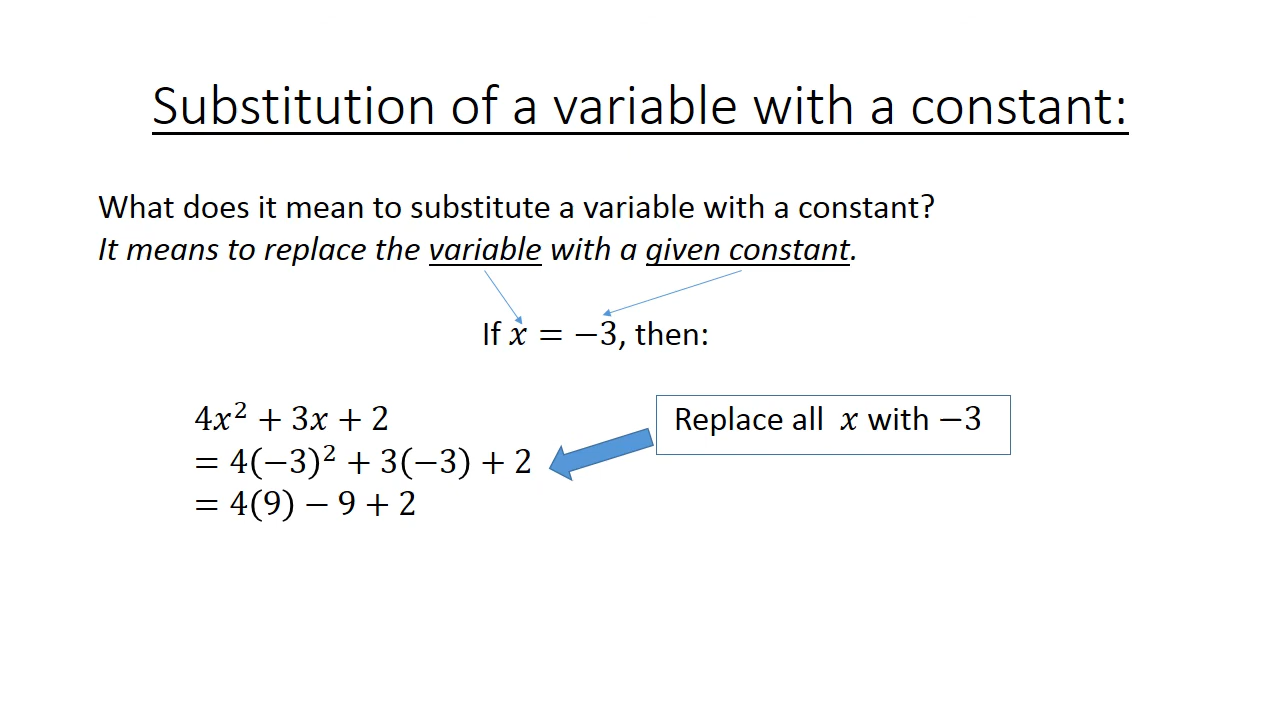 Substitution of a variable with a constant:
What does it mean to substitute a variable with a constant?
It means to replace the variable with a given constant.
If 𝑥 = −3, then:
4𝑥² + 3𝑥 + 2
Replace all 𝑥 with −3
= 4(−3)² + 3(−3) + 2
= 4(9) − 9 + 2